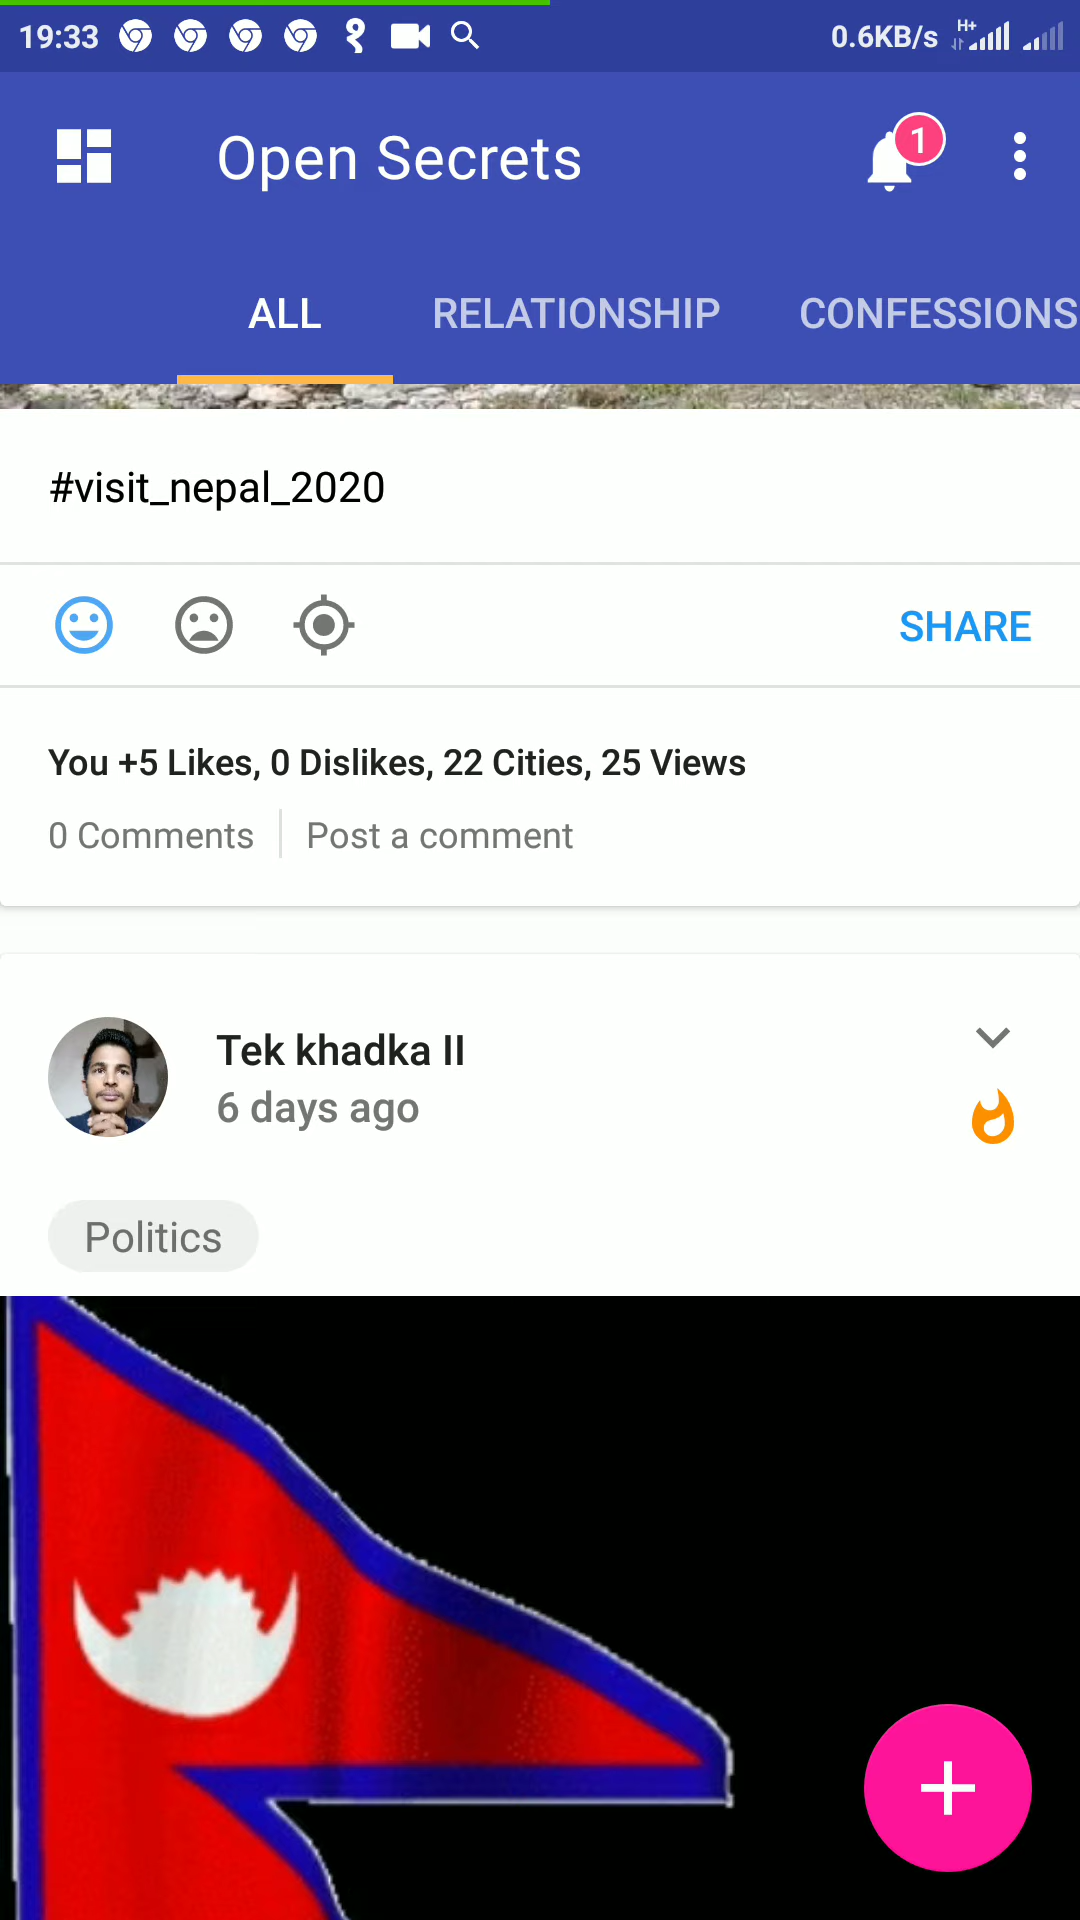 19:33 0.6KB/s H+
Open Secrets 1
ALL RELATIONSHIP CONFESSIONS
#visit_nepal_2020
SHARE
You +5 Likes, 0 Dislikes, 22 Cities, 25 Views
0 Comments Post a comment
Tek khadka II
6 days ago
Politics